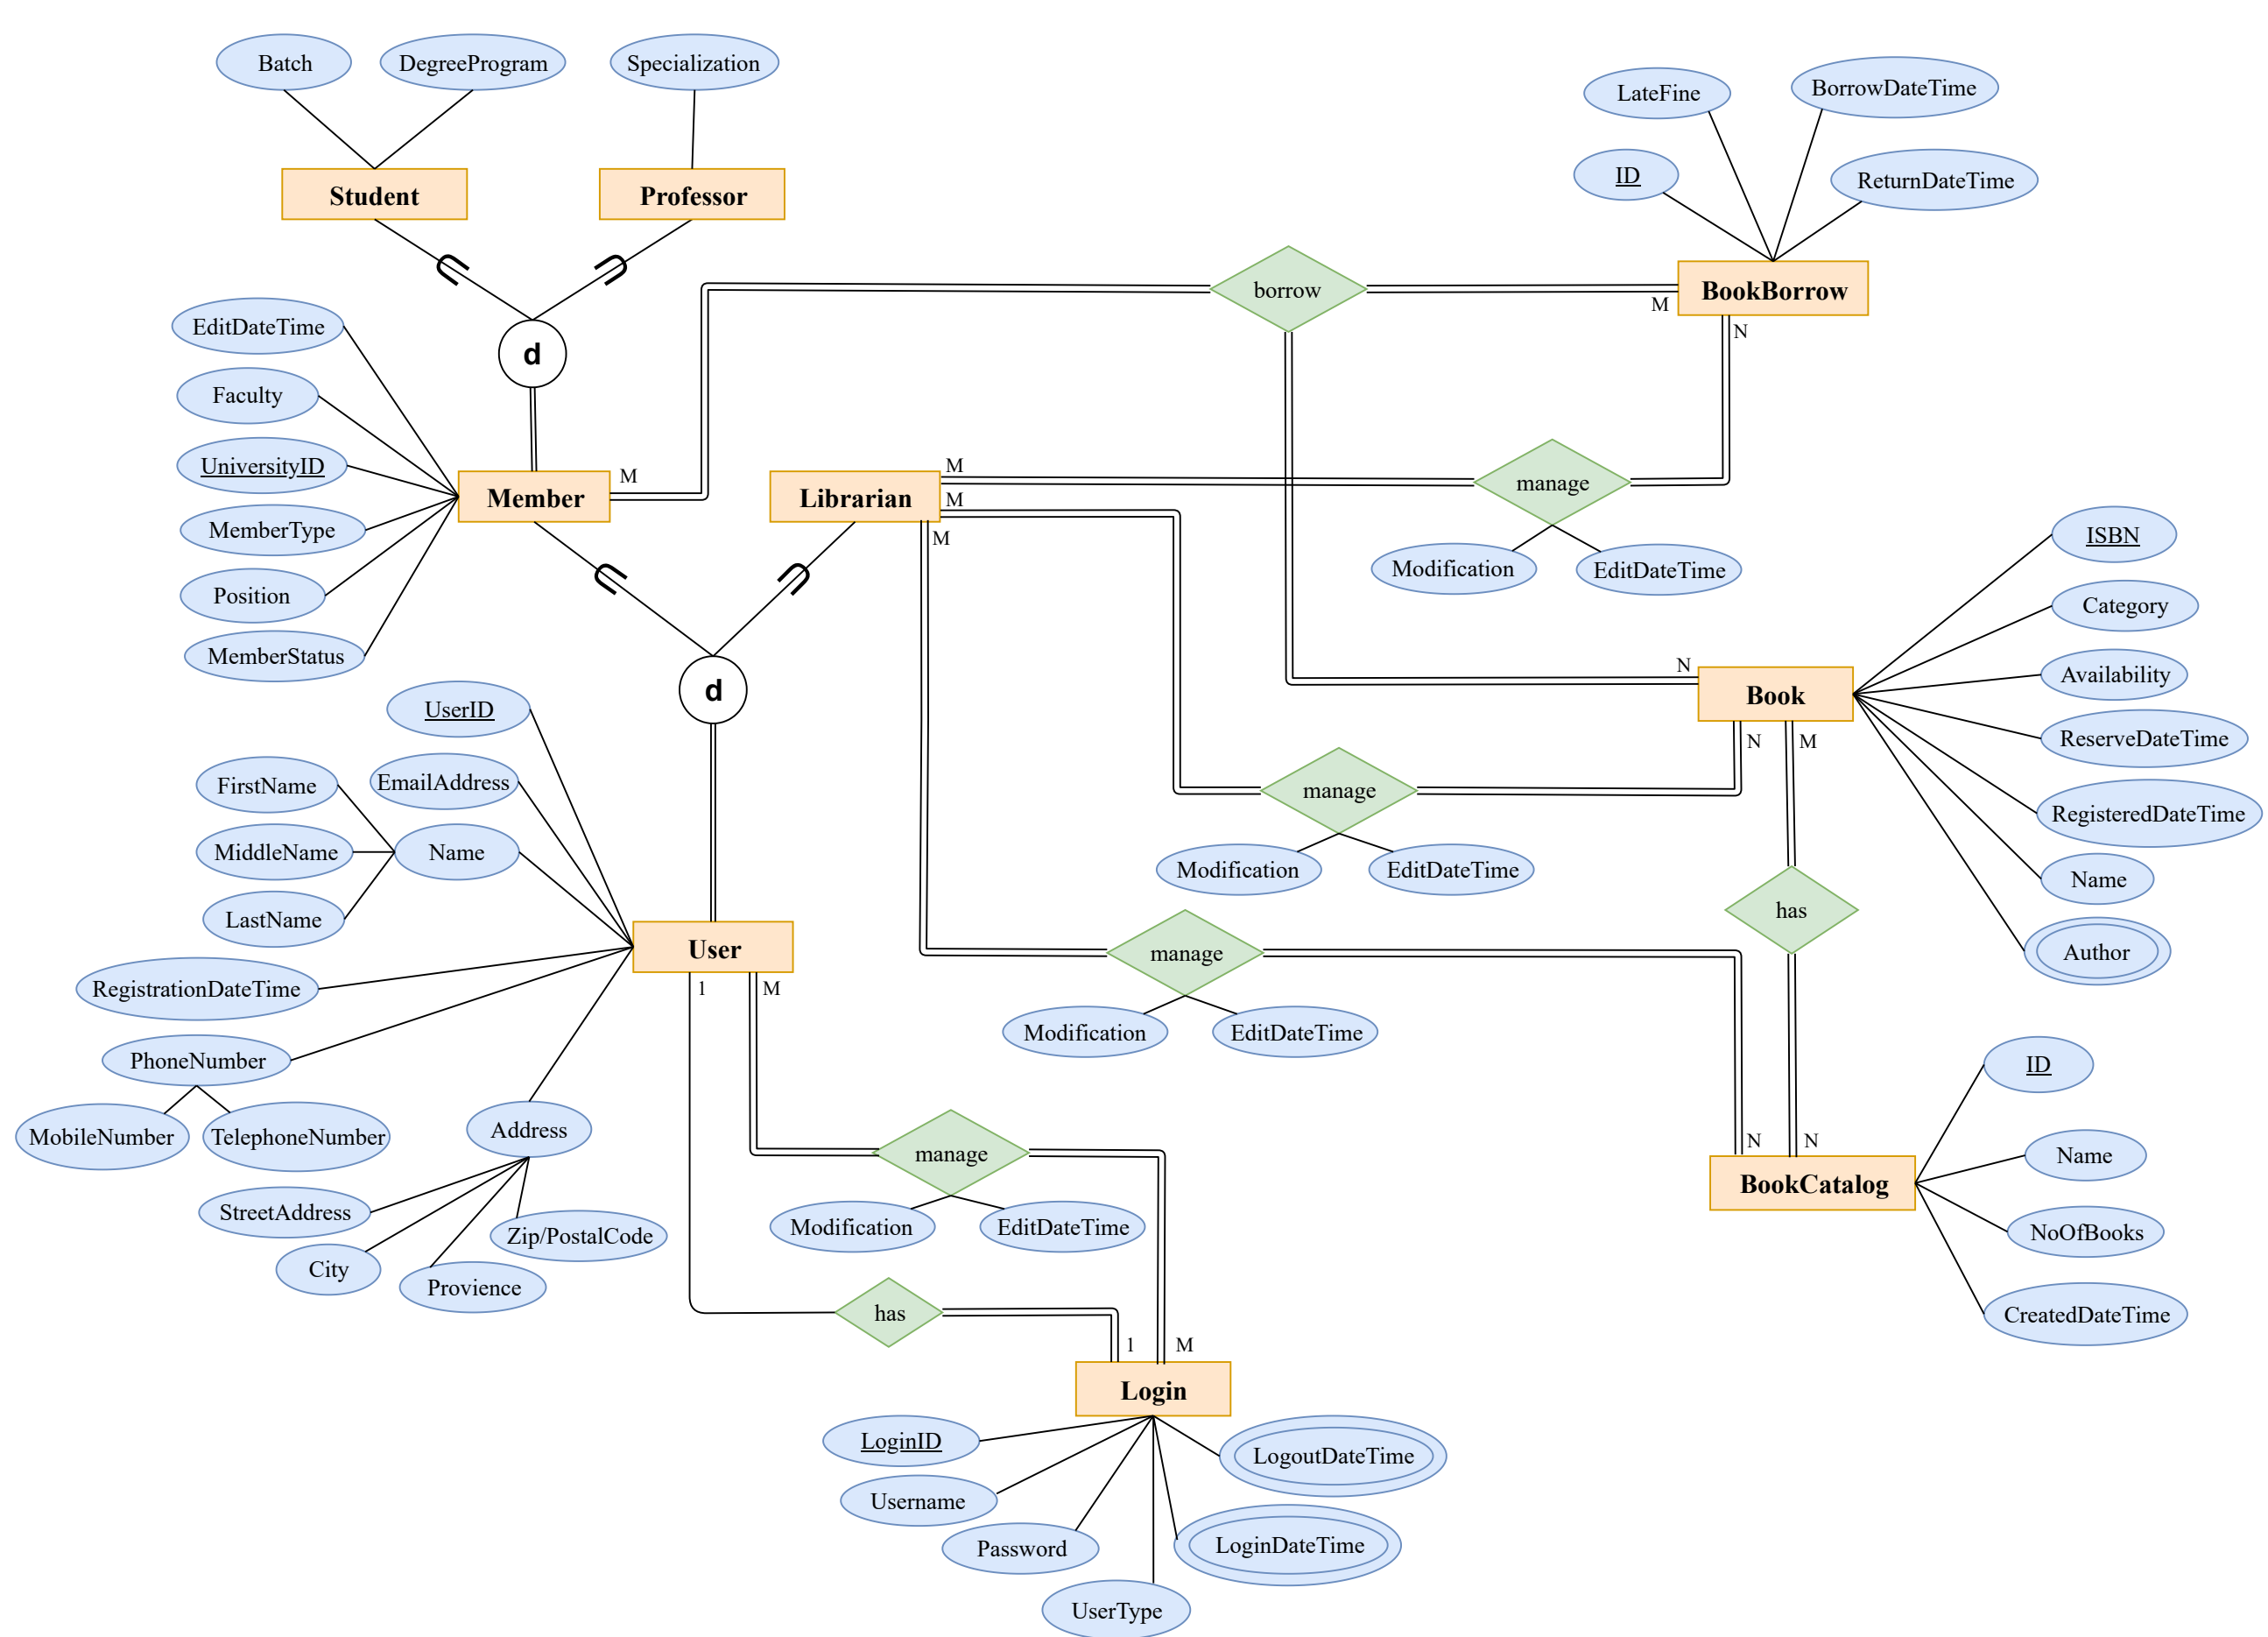 Batch
DegreeProgram
Specialization
Student
Professor
LateFine
BorrowDateTime
ID
ReturnDateTime
BookBorrow
borrow
M
N
EditDateTime
Faculty
UniversityID
MemberType
Position
MemberStatus
d
Member
M
Librarian
M
M
M
manage
Modification
EditDateTime
d
ISBN
Category
Availability
ReserveDateTime
RegisteredDateTime
Name
Author
N
Book
N
M
manage
Modification
EditDateTime
has
manage
Modification
EditDateTime
UserID
EmailAddress
Name
FirstName
MiddleName
LastName
RegistrationDateTime
PhoneNumber
MobileNumber
TelephoneNumber
Address
StreetAddress
City
Provience
Zip/PostalCode
User
1
M
manage
Modification
EditDateTime
has
1
M
N
N
BookCatalog
ID
Name
NoOfBooks
CreatedDateTime
Login
LoginID
Username
Password
UserType
LoginDateTime
LogoutDateTime